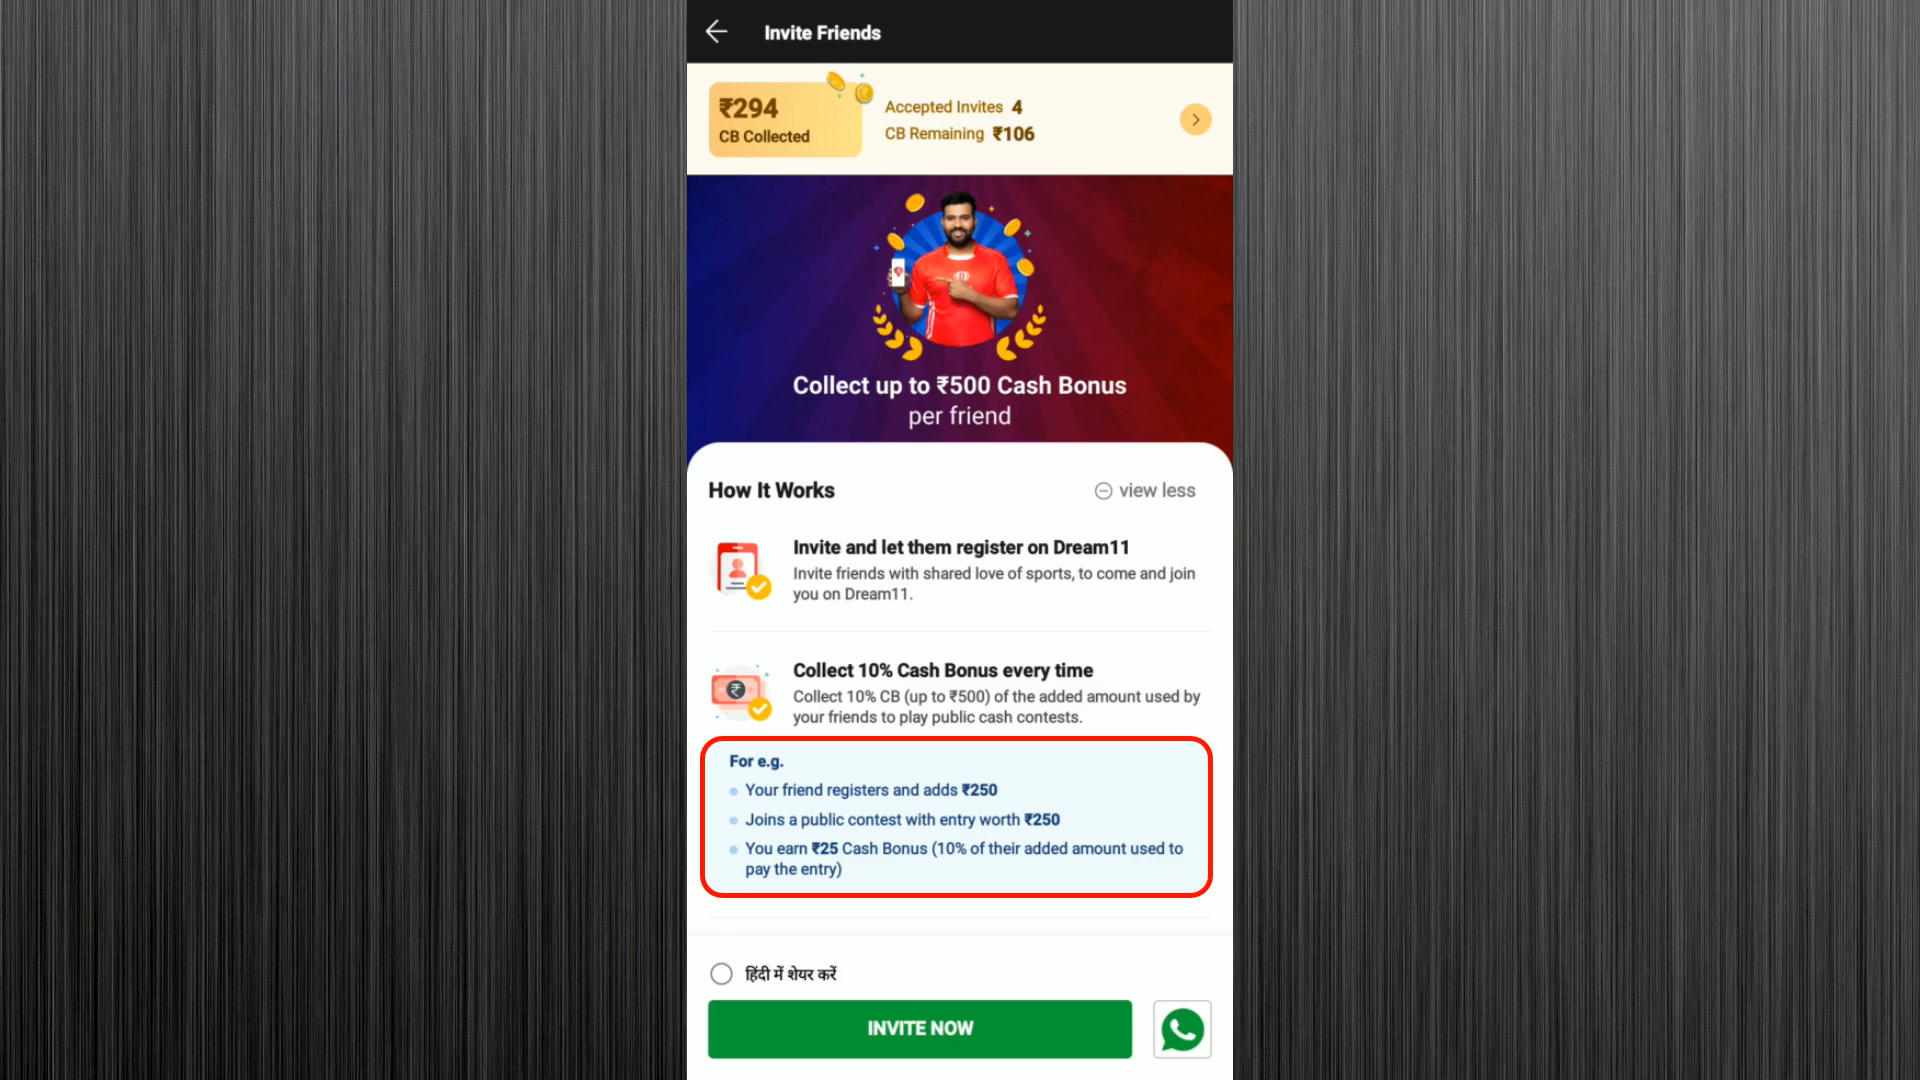 Invite Friends
₹294
CB Collected
Accepted Invites 4
CB Remaining ₹106
Collect up to ₹500 Cash Bonus
per friend
How It Works
view less
Invite and let them register on Dream11
Invite friends with shared love of sports, to come and join
you on Dream11.
Collect 10% Cash Bonus every time
Collect 10% CB (up to ₹500) of the added amount used by
your friends to play public cash contests.
For e.g.
Your friend registers and adds ₹250
Joins a public contest with entry worth ₹250
You earn ₹25 Cash Bonus (10% of their added amount used to
pay the entry)
हिंदी में शेयर करें
INVITE NOW